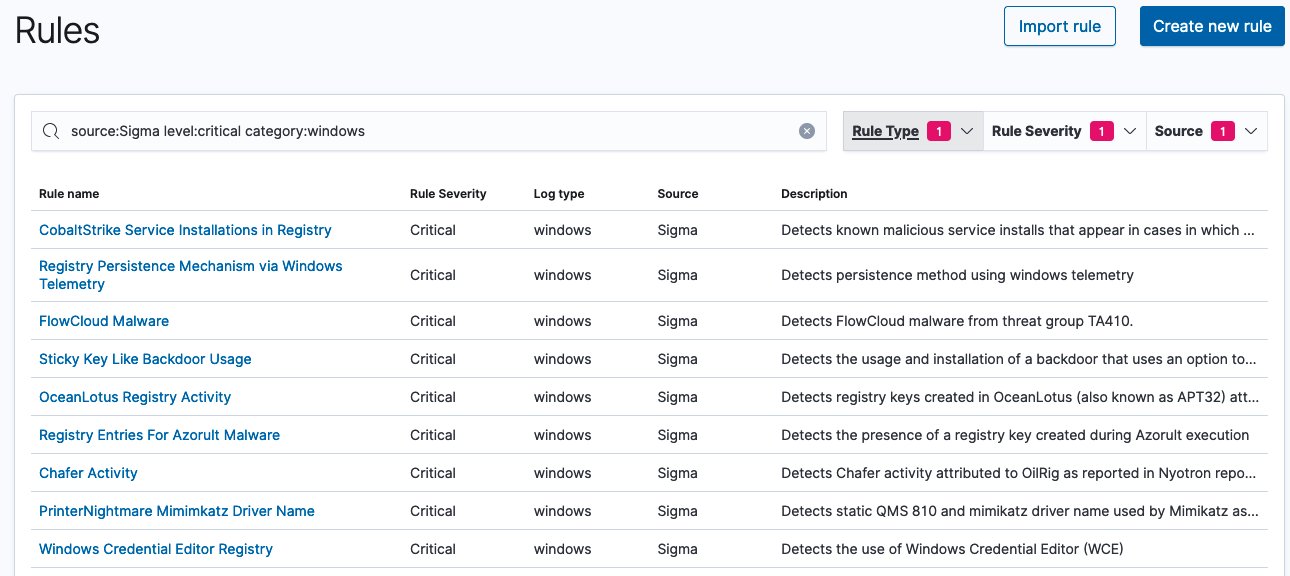 Rules
Import rule
Create new rule
source:Sigma level:critical category:windows
Rule Type 1
Rule Severity 1
Source 1
Rule name Rule Severity Log type Source Description
CobaltStrike Service Installations in Registry Critical windows Sigma Detects known malicious service installs that appear in cases in which ...
Registry Persistence Mechanism via Windows
Telemetry Critical windows Sigma Detects persistence method using windows telemetry
FlowCloud Malware Critical windows Sigma Detects FlowCloud malware from threat group TA410.
Sticky Key Like Backdoor Usage Critical windows Sigma Detects the usage and installation of a backdoor that uses an option to...
OceanLotus Registry Activity Critical windows Sigma Detects registry keys created in OceanLotus (also known as APT32) att...
Registry Entries For Azorult Malware Critical windows Sigma Detects the presence of a registry key created during Azorult execution
Chafer Activity Critical windows Sigma Detects Chafer activity attributed to OilRig as reported in Nyotron repo...
PrinterNightmare Mimimkatz Driver Name Critical windows Sigma Detects static QMS 810 and mimikatz driver name used by Mimikatz as...
Windows Credential Editor Registry Critical windows Sigma Detects the use of Windows Credential Editor (WCE)